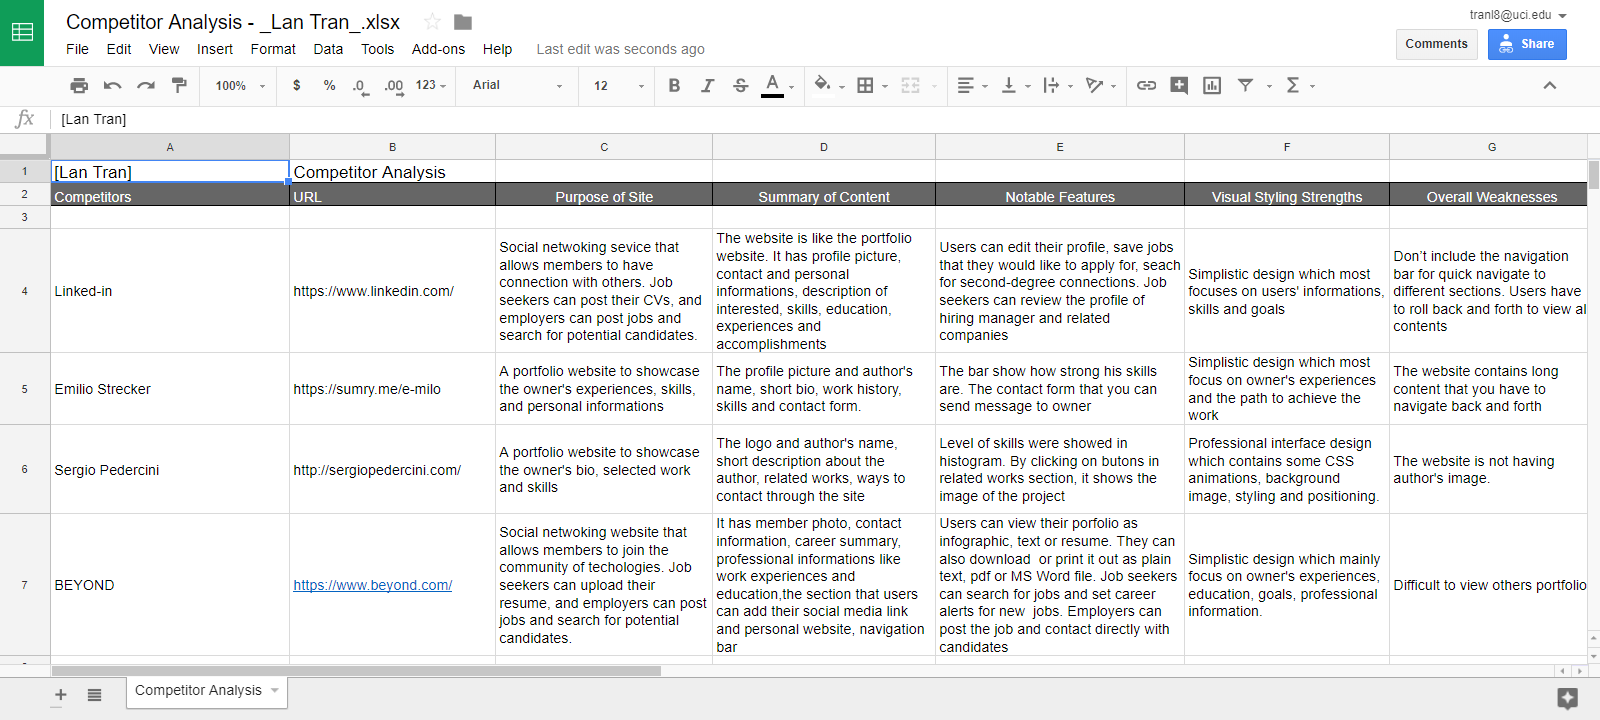 Competitor Analysis - _Lan Tran_.xlsx
tranl8@uci.edu
File Edit View Insert Format Data Tools Add-ons Help Last edit was seconds ago
Comments
Share
100% $ % .0 .00 123 Arial 12 B I S A Σ
fx [Lan Tran]
A B C D E F G
1 [Lan Tran] Competitor Analysis
2 Competitors URL Purpose of Site Summary of Content Notable Features Visual Styling Strengths Overall Weaknesses
3
4
Linked-in
https://www.linkedin.com/
Social netwoking sevice that
allows members to have
connection with others. Job
seekers can post their CVs, and
employers can post jobs and
search for potential candidates.
The website is like the portfolio
website. It has profile picture,
contact and personal
informations, description of
interested, skills, education,
experiences and
accomplishments
Users can edit their profile, save jobs
that they would like to apply for, seach
for second-degree connections. Job
seekers can review the profile of
hiring manager and related
companies
Simplistic design which most
focuses on users' informations,
skills and goals
Don't include the navigation
bar for quick navigate to
different sections. Users have
to roll back and forth to view al
contents
5
Emilio Strecker
https://sumry.me/e-milo
A portfolio website to showcase
the owner's experiences, skills,
and personal informations
The profile picture and author's
name, short bio, work history,
skills and contact form.
The bar show how strong his skills
are. The contact form that you can
send message to owner
Simplistic design which most
focus on owner's experiences
and the path to achieve the
work
The website contains long
content that you have to
navigate back and forth
6
Sergio Pedercini
http://sergiopedercini.com/
A portfolio website to showcase
the owner's bio, selected work
and skills
The logo and author's name,
short description about the
author, related works, ways to
contact through the site
Level of skills were showed in
histogram. By clicking on butons in
related works section, it shows the
image of the project
Professional interface design
which contains some CSS
animations, background
image, styling and positioning.
The website is not having
author's image.
7
BEYOND
https://www.beyond.com/
Social netwoking website that
allows members to join the
community of techologies. Job
seekers can upload their
resume, and employers can post
jobs and search for potential
candidates.
It has member photo, contact
information, career summary,
professional informations like
work experiences and
education,the section that users
can add their social media link
and personal website, navigation
bar
Users can view their porfolio as
infographic, text or resume. They can
also download  or print it out as plain
text, pdf or MS Word file. Job seekers
can search for jobs and set career
alerts for new  jobs. Employers can
post the job and contact directly with
candidates
Simplistic design which mainly
focus on owner's experiences,
education, goals, professional
information.
Difficult to view others portfolio
Competitor Analysis